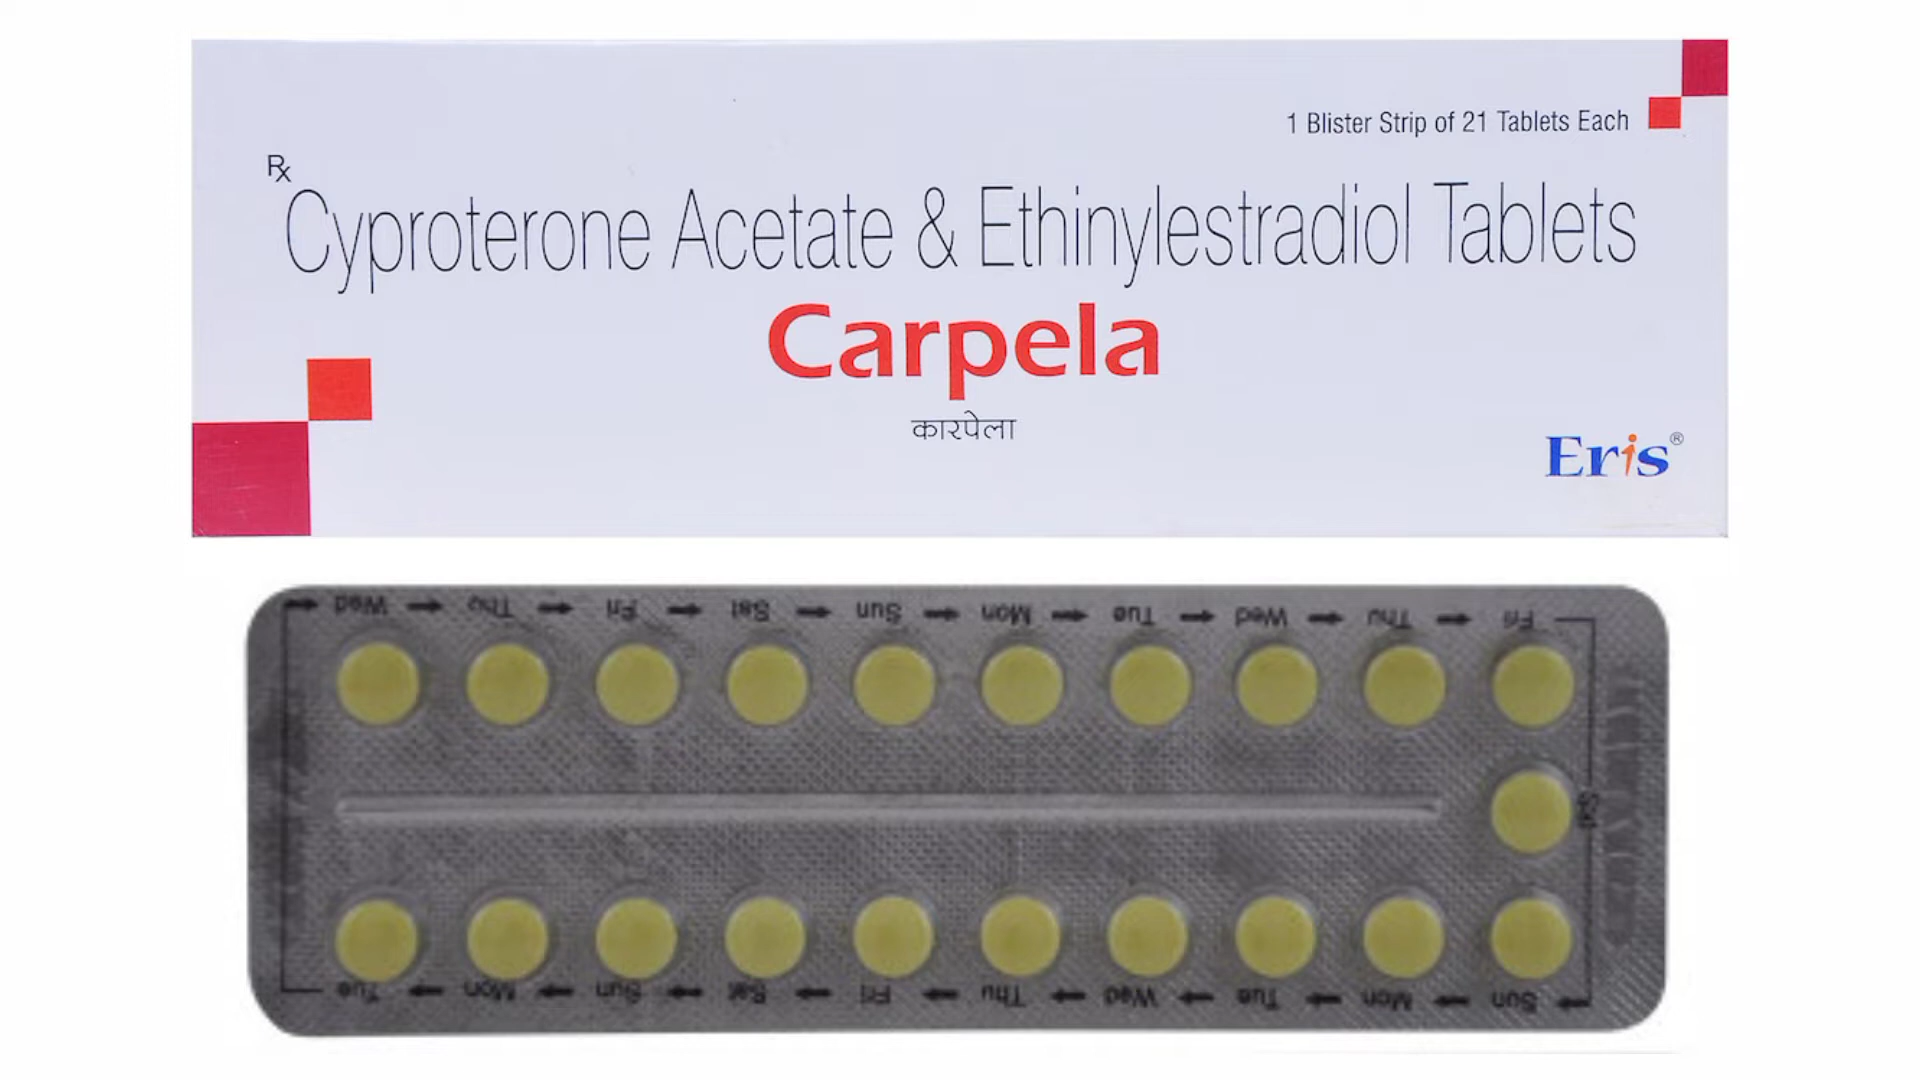 1 Blister Strip of 21 Tablets Each
Rx
Cyproterone Acetate & Ethinylestradiol Tablets
Carpela
कारपेला
Eris®
Wed Thu Fri Sat Sun Mon Tue Wed Thu Fri
Sat
Tue Mon Sun Sat Fri Thu Wed Tue Mon Sun